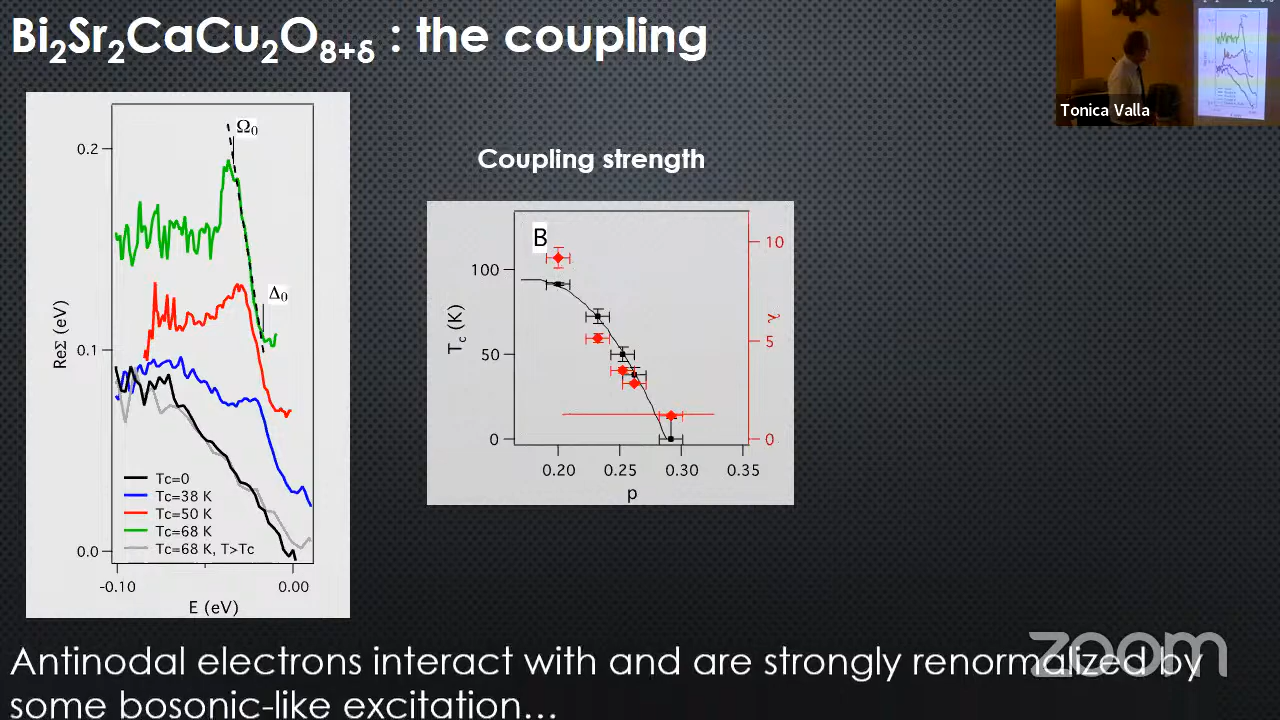 Bi₂Sr₂CaCu₂O₈₊δ : the coupling
Tonica Valla
Coupling strength
Ω₀
0.2
Δ₀
ReΣ (eV)
0.1
Tc=0
Tc=38 K
Tc=50 K
Tc=68 K
Tc=68 K, T>Tc
0.0
-0.10
0.00
E (eV)
B
10
100
T_c (K)
λ
5
50
0
0
0.20
0.25
0.30
0.35
p
zoom
Antinodal electrons interact with and are strongly renormalized by
some bosonic-like excitation…